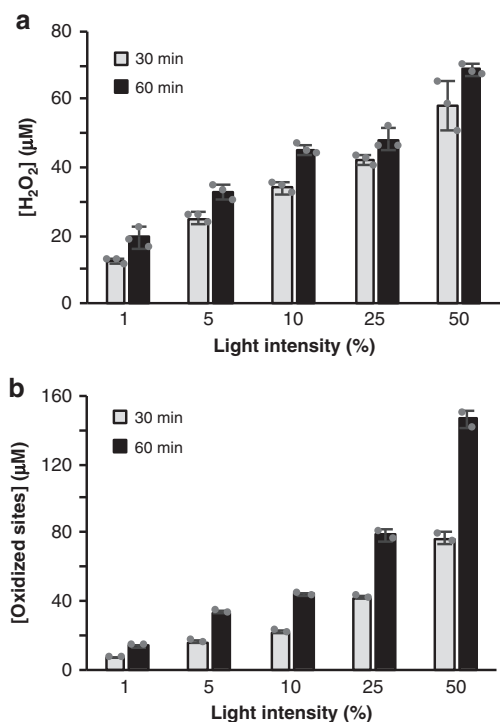 a
80
60
40
20
0
[H₂O₂] (μM)
30 min
60 min
1 5 10 25 50
Light intensity (%)
b
160
120
80
40
0
[Oxidized sites] (μM)
30 min
60 min
1 5 10 25 50
Light intensity (%)